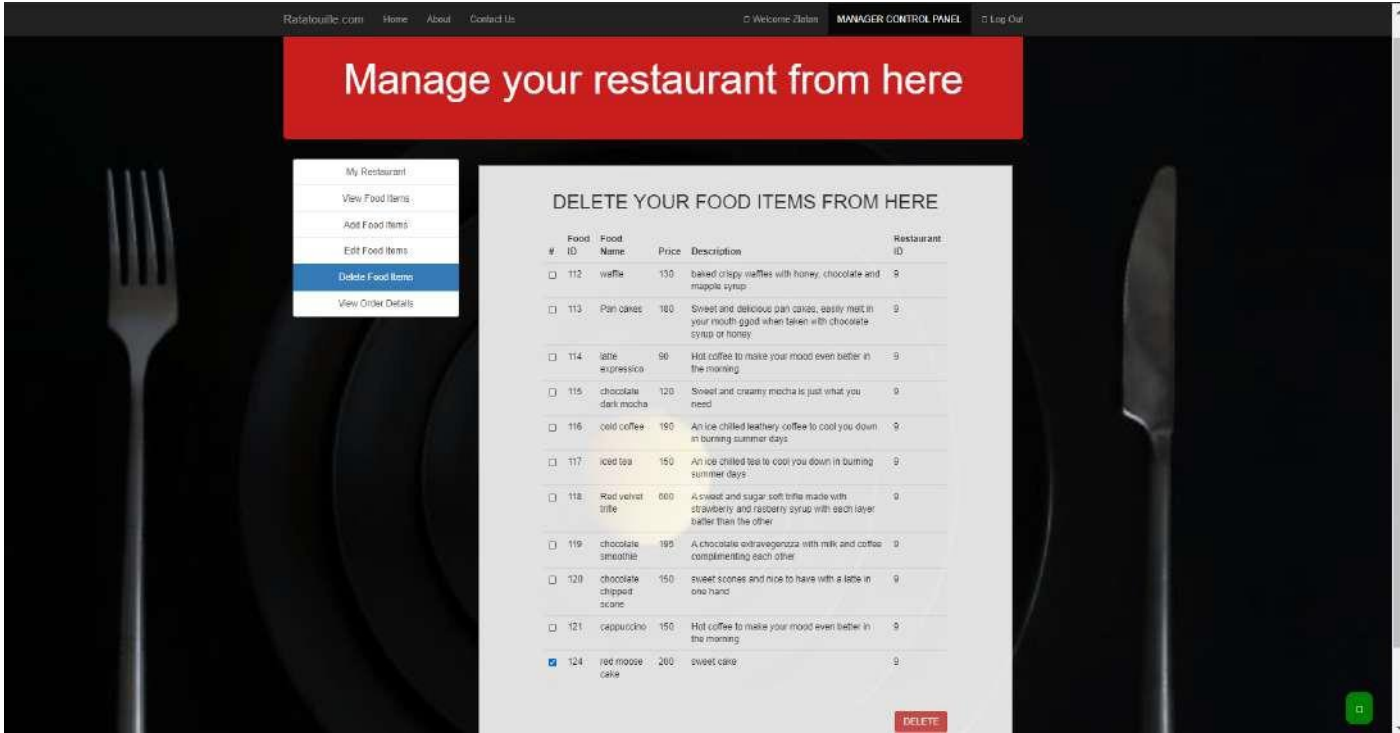 Ratatouille.com Home About Contact Us Welcome Zlatan MANAGER CONTROL PANEL Log Out
Manage your restaurant from here
My Restaurant
View Food Items
Add Food Items
Edit Food Items
Delete Food Items
View Order Details
DELETE YOUR FOOD ITEMS FROM HERE
# Food ID Food Name Price Description Restaurant ID
112 waffle 130 baked crispy waffles with honey, chocolate and 9
mapple syrup
113 Pan cakes 180 Sweet and delicious pan cakes, easily melt in 9
your mouth ggod when taken with chocolate
syrup or honey
114 latte 90 Hot coffee to make your mood even better in 9
expressico the morning
115 chocolate 120 Sweet and creamy mocha is just what you 9
dark mocha need
116 cold coffee 190 An ice chilled leathery coffee to cool you down 9
in burning summer days
117 iced tea 150 An ice chilled tea to cool you down in burning 9
summer days
118 Red velvet 600 A sweet and sugar soft trifle made with 9
trifle strawberry and rasberry syrup with each layer
batter than the other
119 chocolate 195 A chocolate extravegenzza with milk and coffee 9
smoothie complimenting each other
120 chocolate 150 sweet scones and nice to have with a latte in 9
chipped one hand
scone
121 cappuccino 150 Hot coffee to make your mood even better in 9
the morning
124 red moose 200 sweet cake 9
cake
DELETE